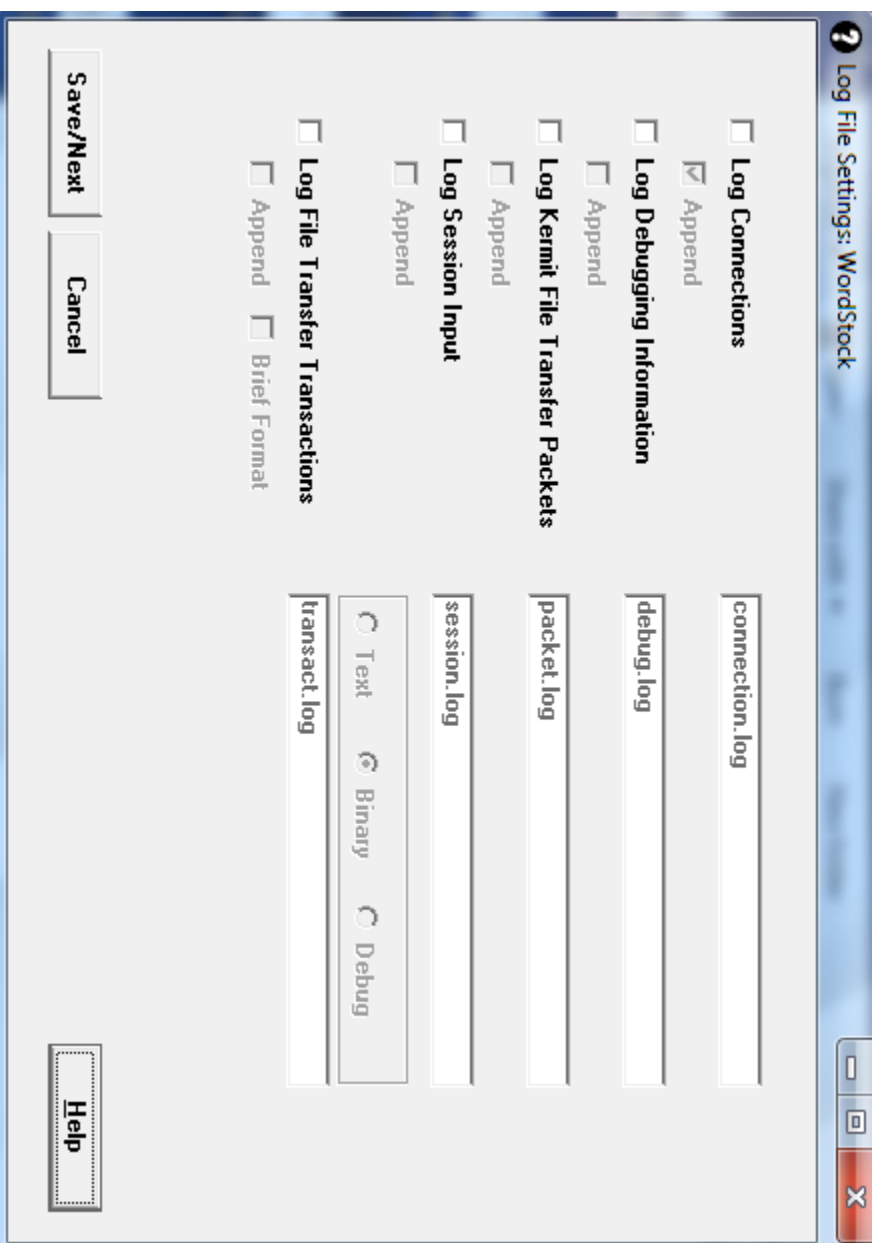 Log File Settings: WordStock
Log Connections connection.log
Append
Log Debugging Information debug.log
Append
Log Kermit File Transfer Packets packet.log
Append
Log Session Input session.log
Append Text Binary Debug
Log File Transfer Transactions transact.log
Append Brief Format
Save/Next Cancel Help